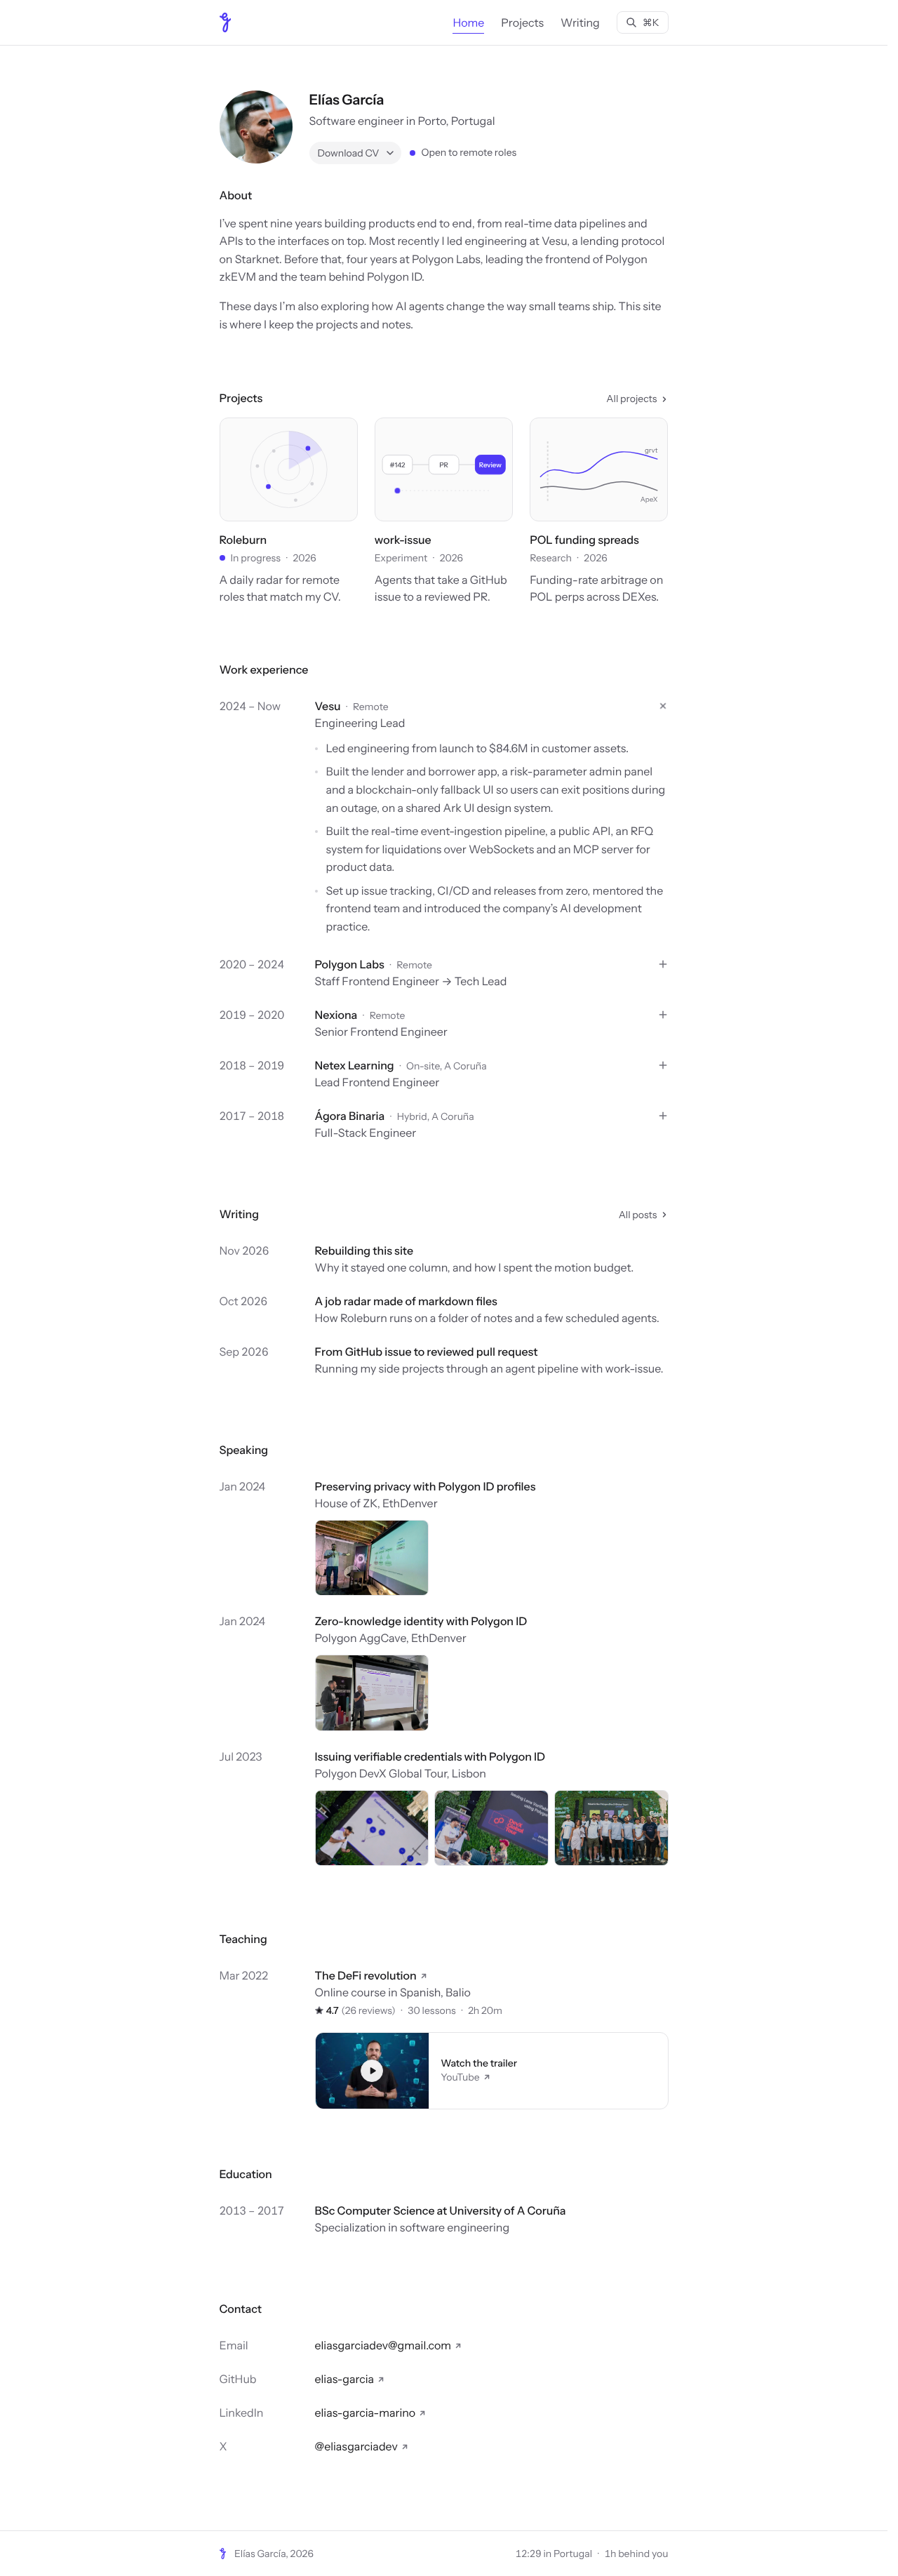 Home Projects Writing ⌘K
Elías García
Software engineer in Porto, Portugal
Download CV Open to remote roles
About
I've spent nine years building products end to end, from real-time data pipelines and
APIs to the interfaces on top. Most recently I led engineering at Vesu, a lending protocol
on Starknet. Before that, four years at Polygon Labs, leading the frontend of Polygon
zkEVM and the team behind Polygon ID.
These days I'm also exploring how AI agents change the way small teams ship. This site
is where I keep the projects and notes.
Projects All projects
#142 PR Review
grvt
ApeX
Roleburn
In progress · 2026
A daily radar for remote
roles that match my CV.
work-issue
Experiment · 2026
Agents that take a GitHub
issue to a reviewed PR.
POL funding spreads
Research · 2026
Funding-rate arbitrage on
POL perps across DEXes.
Work experience
2024 – Now Vesu · Remote
Engineering Lead
Led engineering from launch to $84.6M in customer assets.
Built the lender and borrower app, a risk-parameter admin panel
and a blockchain-only fallback UI so users can exit positions during
an outage, on a shared Ark UI design system.
Built the real-time event-ingestion pipeline, a public API, an RFQ
system for liquidations over WebSockets and an MCP server for
product data.
Set up issue tracking, CI/CD and releases from zero, mentored the
frontend team and introduced the company's AI development
practice.
2020 – 2024 Polygon Labs · Remote
Staff Frontend Engineer → Tech Lead
2019 – 2020 Nexiona · Remote
Senior Frontend Engineer
2018 – 2019 Netex Learning · On-site, A Coruña
Lead Frontend Engineer
2017 – 2018 Ágora Binaria · Hybrid, A Coruña
Full-Stack Engineer
Writing All posts
Nov 2026 Rebuilding this site
Why it stayed one column, and how I spent the motion budget.
Oct 2026 A job radar made of markdown files
How Roleburn runs on a folder of notes and a few scheduled agents.
Sep 2026 From GitHub issue to reviewed pull request
Running my side projects through an agent pipeline with work-issue.
Speaking
Jan 2024 Preserving privacy with Polygon ID profiles
House of ZK, EthDenver
Jan 2024 Zero-knowledge identity with Polygon ID
Polygon AggCave, EthDenver
Jul 2023 Issuing verifiable credentials with Polygon ID
Polygon DevX Global Tour, Lisbon
Teaching
Mar 2022 The DeFi revolution
Online course in Spanish, Balio
★ 4.7 (26 reviews) · 30 lessons · 2h 20m
Watch the trailer
YouTube
Education
2013 – 2017 BSc Computer Science at University of A Coruña
Specialization in software engineering
Contact
Email eliasgarciadev@gmail.com
GitHub elias-garcia
LinkedIn elias-garcia-marino
X @eliasgarciadev
Elías García, 2026 12:29 in Portugal · 1h behind you